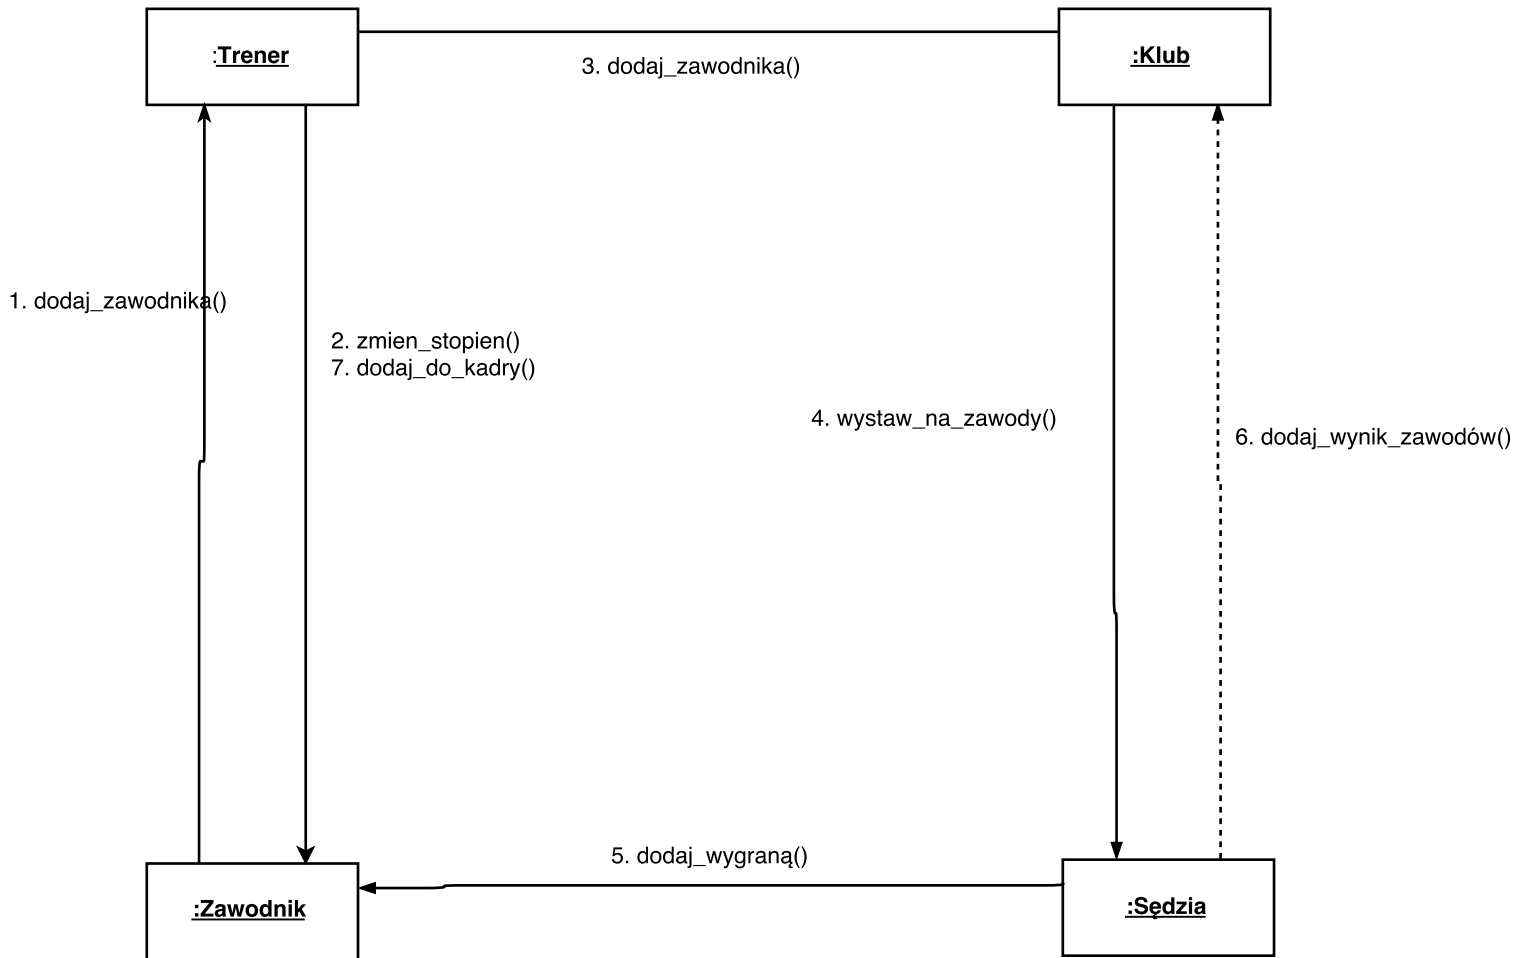 :Trener
:Klub
3. dodaj_zawodnika()
1. dodaj_zawodnika()
2. zmien_stopien()
7. dodaj_do_kadry()
4. wystaw_na_zawody()
6. dodaj_wynik_zawodów()
5. dodaj_wygraną()
:Zawodnik
:Sędzia